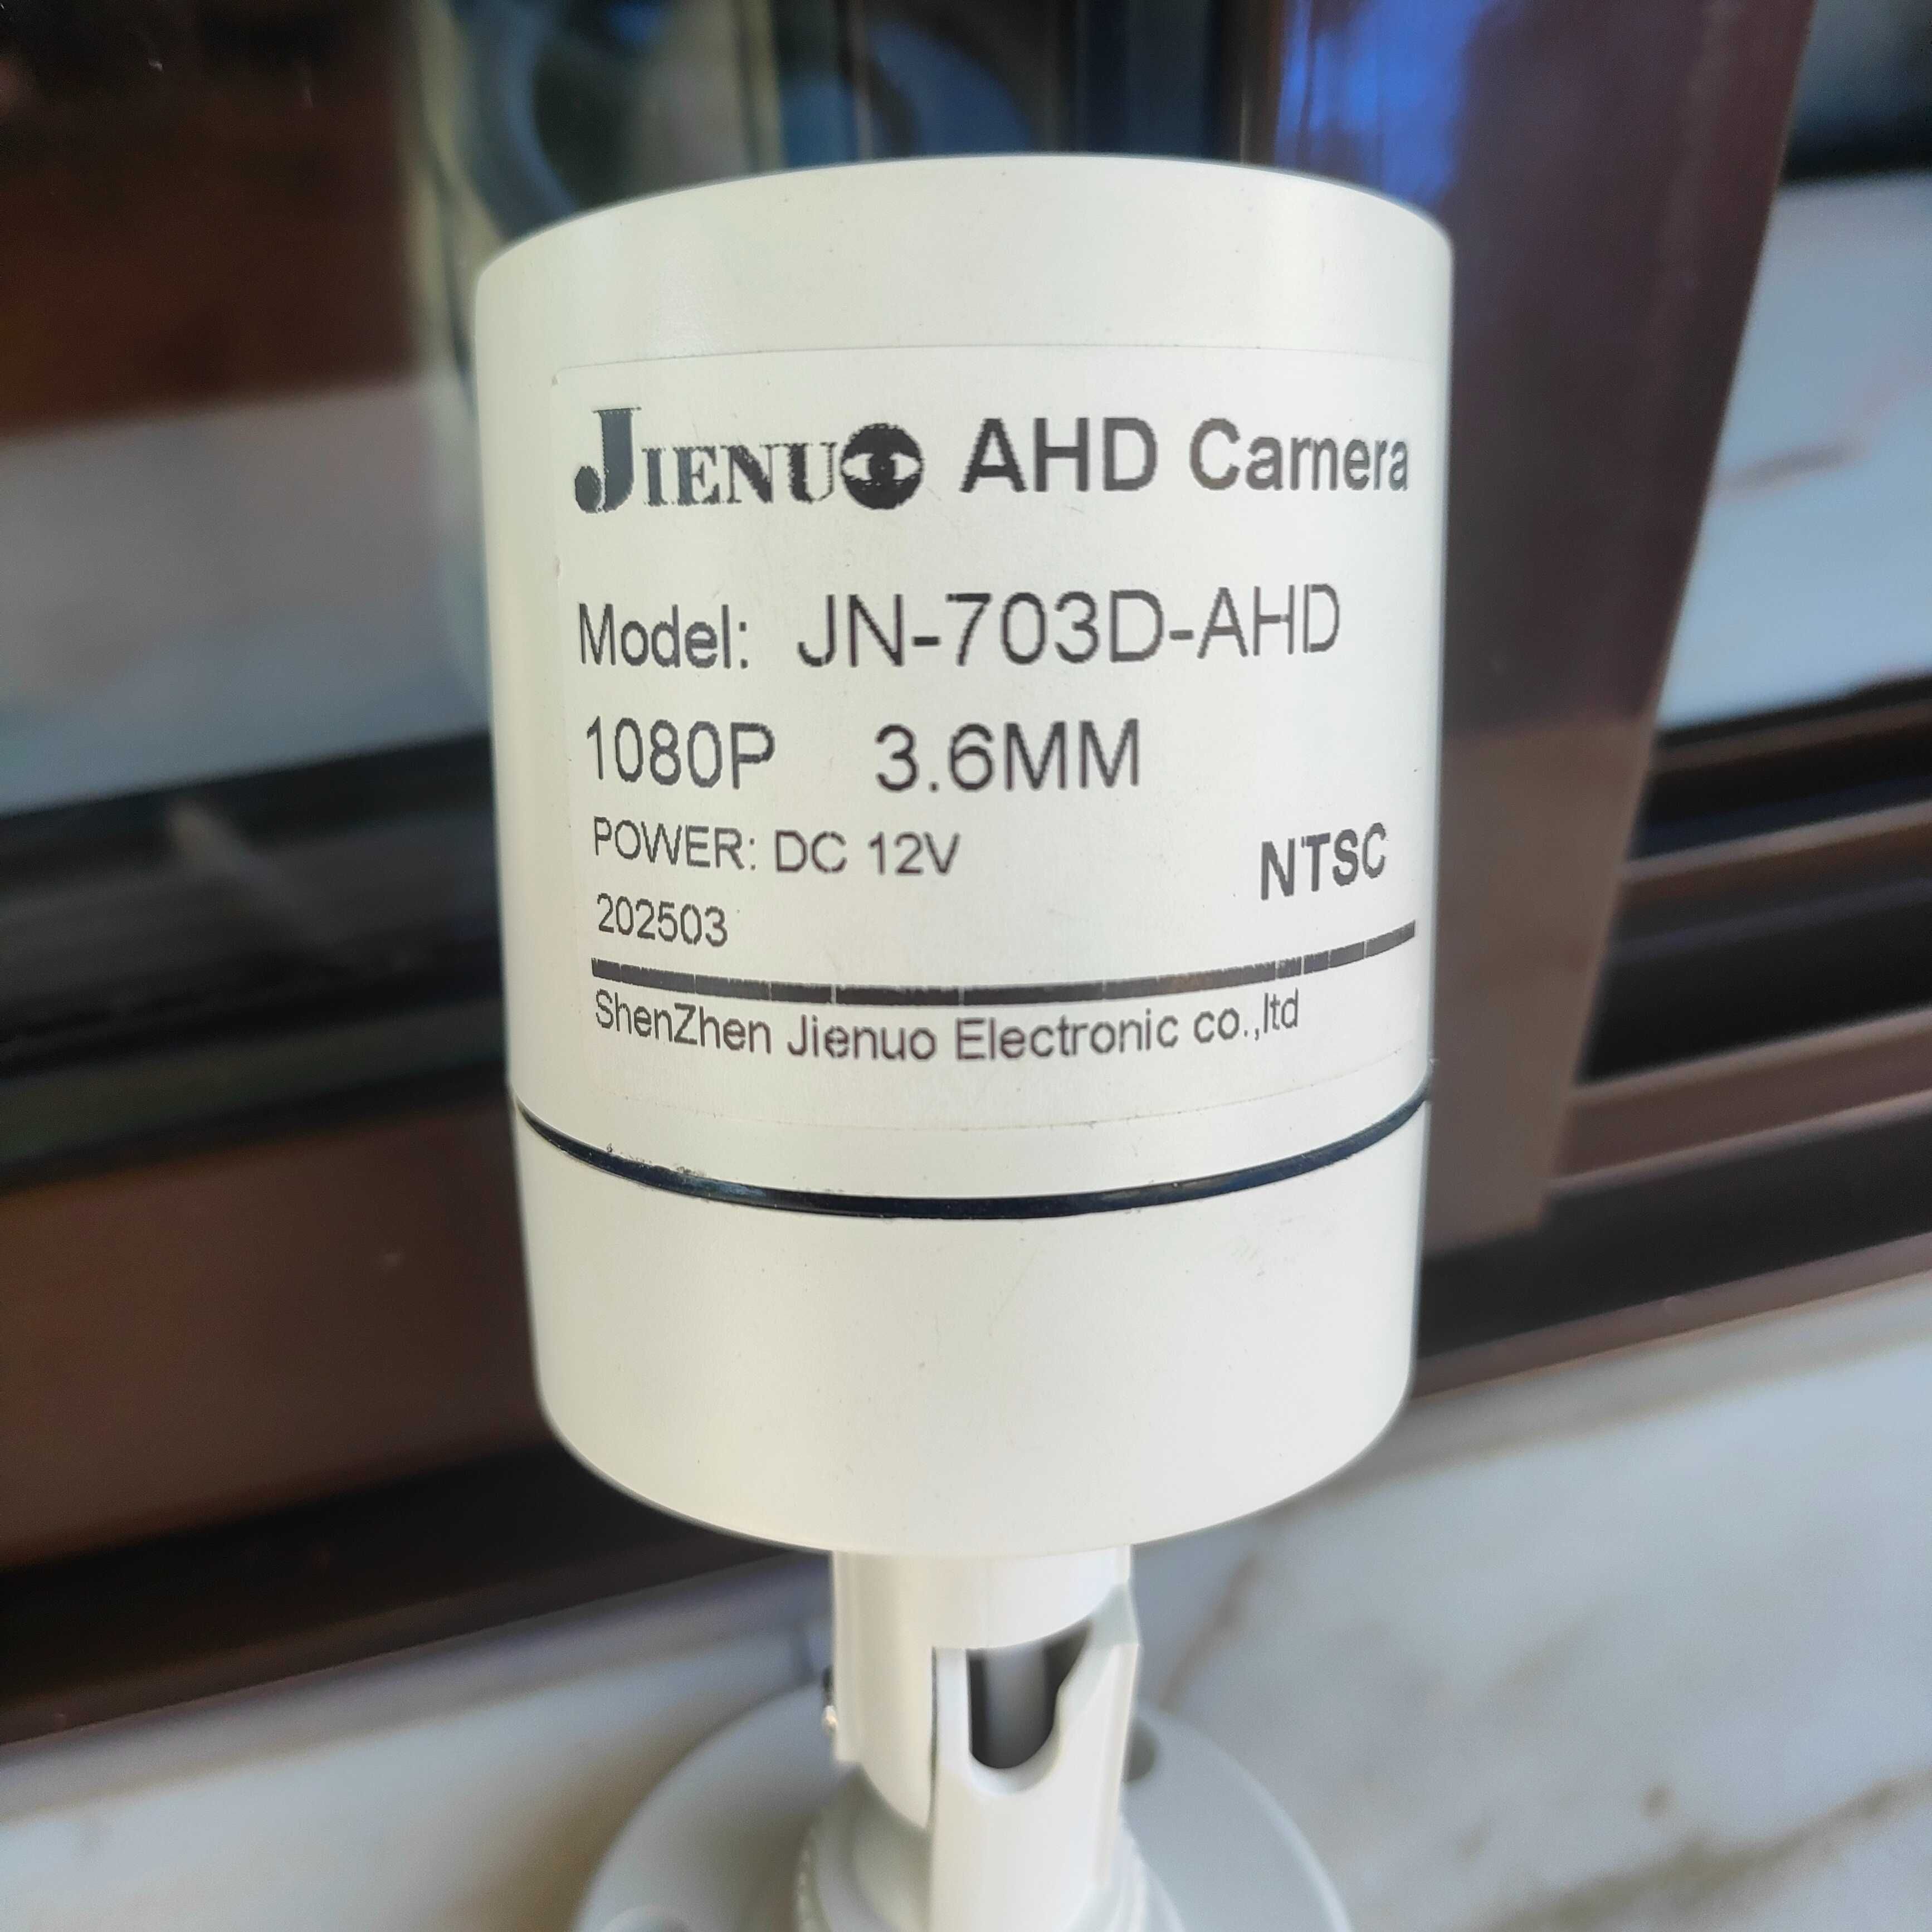 JIENUO AHD Camera
Model: JN-703D-AHD
1080P 3.6MM
POWER: DC 12V NTSC
202503
ShenZhen Jienuo Electronic co.,ltd